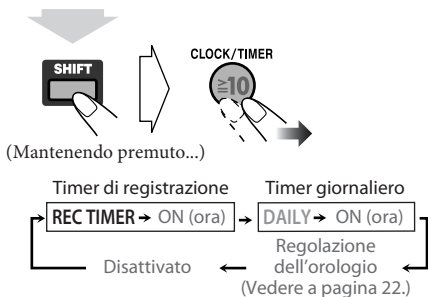 SHIFT
CLOCK/TIMER
≧10
(Mantenendo premuto...)
Timer di registrazione
Timer giornaliero
REC TIMER → ON (ora) → DAILY → ON (ora)
Disattivato ← Regolazione
dell'orologio
(Vedere a pagina 22.)